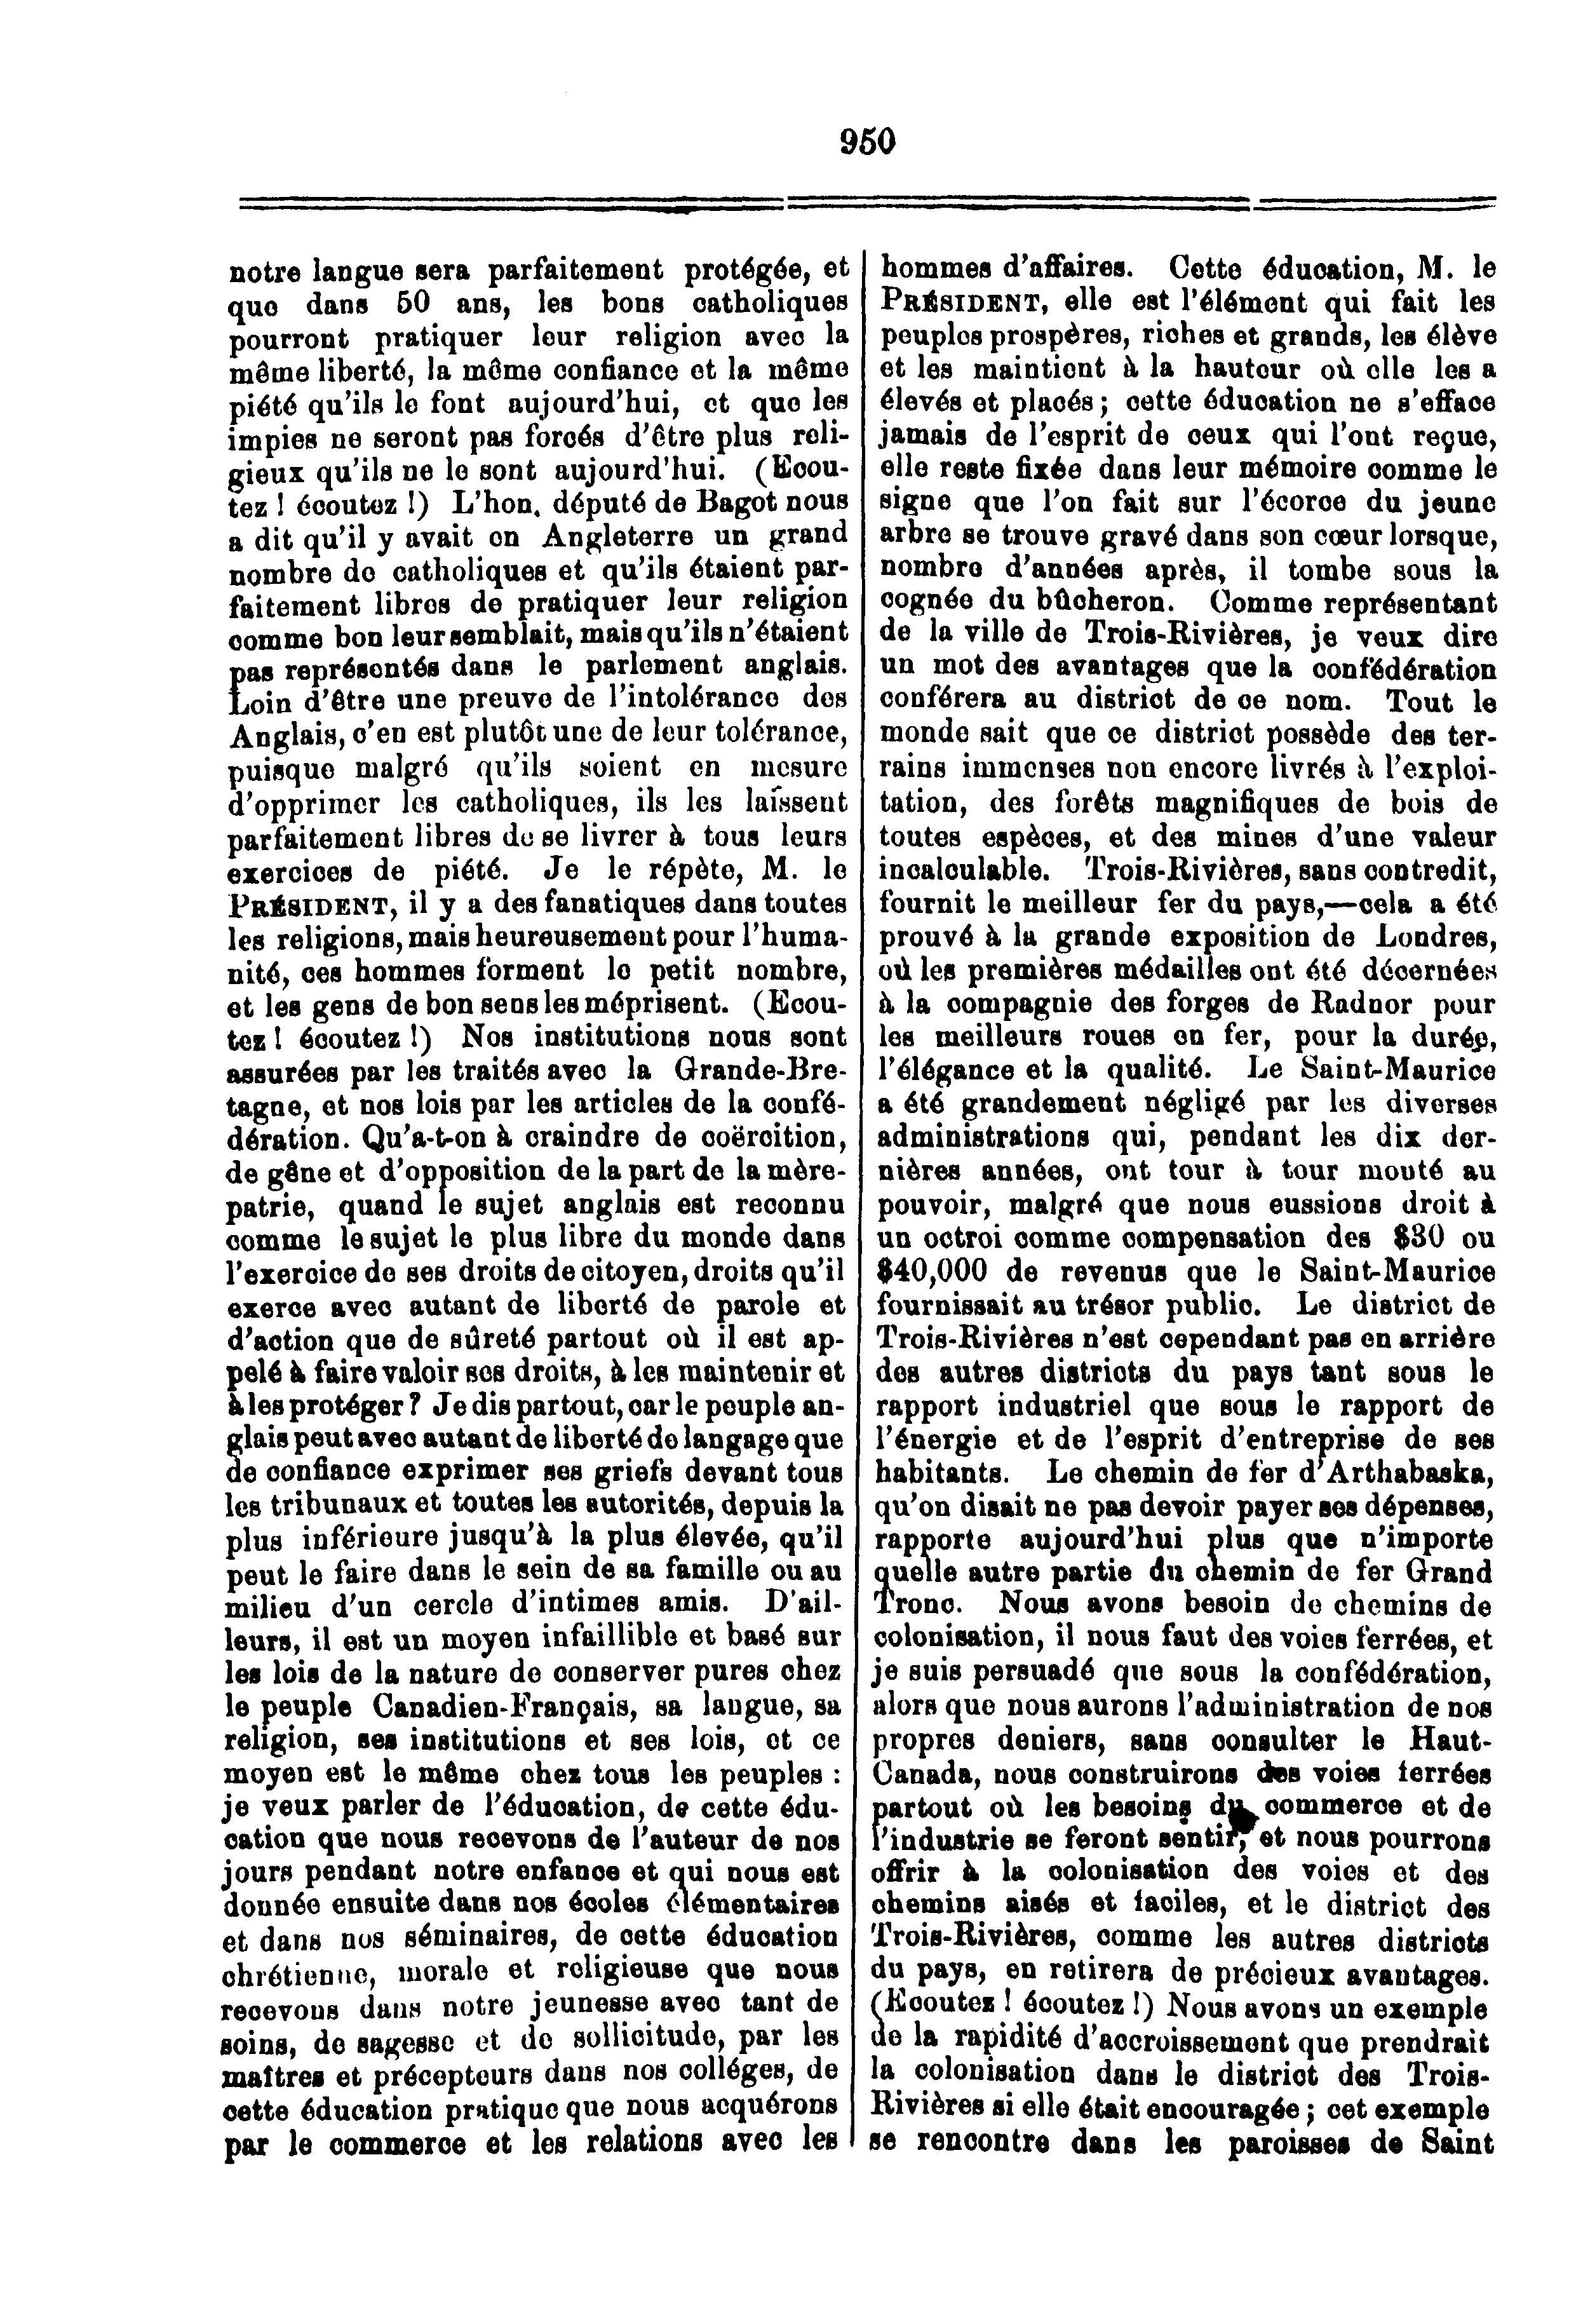 950
notre langue sera parfaitement protégée, et
que dans 50 ans, les bons catholiques
pourront pratiquer leur religion avec la
même liberté, la même confiance et la même
piété qu'ils le font aujourd'hui, et que les
impies ne seront pas forcés d'être plus reli-
gieux qu'ils ne le sont aujourd'hui. (Ecou-
tez ! écoutez !) L'hon. député de Bagot nous
a dit qu'il y avait en Angleterre un grand
nombre de catholiques et qu'ils étaient par-
faitement libres de pratiquer leur religion
comme bon leur semblait, mais qu'ils n'étaient
pas représentés dans le parlement anglais.
Loin d'être une preuve de l'intolérance des
Anglais, c'en est plutôt une de leur tolérance,
puisque malgré qu'ils soient en mesure
d'opprimer les catholiques, ils les laissent
parfaitement libres de se livrer à tous leurs
exercices de piété. Je le répète, M. le
PRÉSIDENT, il y a des fanatiques dans toutes
les religions, mais heureusement pour l'huma-
nité, ces hommes forment le petit nombre,
et les gens de bon sens les méprisent. (Ecou-
tez ! écoutez !) Nos institutions nous sont
assurées par les traités avec la Grande-Bre-
tagne, et nos lois par les articles de la confé-
dération. Qu'a-t-on à craindre de coërcition,
de gêne et d'opposition de la part de la mère-
patrie, quand le sujet anglais est reconnu
comme le sujet le plus libre du monde dans
l'exercice de ses droits de citoyen, droits qu'il
exerce avec autant de liberté de parole et
d'action que de sûreté partout où il est ap-
pelé à faire valoir ses droits, à les maintenir et
à les protéger ? Je dis partout, car le peuple an-
glais peut avec autant de liberté de langage que
de confiance exprimer ses griefs devant tous
les tribunaux et toutes les autorités, depuis la
plus inférieure jusqu'à la plus élevée, qu'il
peut le faire dans le sein de sa famille ou au
milieu d'un cercle d'intimes amis. D'ail-
leurs, il est un moyen infaillible et basé sur
les lois de la nature de conserver pures chez
le peuple Canadien-Français, sa langue, sa
religion, ses institutions et ses lois, et ce
moyen est le même chez tous les peuples :
je veux parler de l'éducation, de cette édu-
cation que nous recevons de l'auteur de nos
jours pendant notre enfance et qui nous est
donnée ensuite dans nos écoles élémentaires
et dans nos séminaires, de cette éducation
chrétienne, morale et religieuse que nous
recevons dans notre jeunesse avec tant de
soins, de sagesse et de sollicitude, par les
maîtres et précepteurs dans nos colléges, de
cette éducation pratique que nous acquérons
par le commerce et les relations avec les
hommes d'affaires. Cette éducation, M. le
PRÉSIDENT, elle est l'élément qui fait les
peuples prospères, riches et grands, les élève
et les maintient à la hauteur où elle les a
élevés et placés ; cette éducation ne s'efface
jamais de l'esprit de ceux qui l'ont reçue,
elle reste fixée dans leur mémoire comme le
signe que l'on fait sur l'écorce du jeune
arbre se trouve gravé dans son cœur lorsque,
nombre d'années après, il tombe sous la
cognée du bûcheron. Comme représentant
de la ville de Trois-Rivières, je veux dire
un mot des avantages que la confédération
conférera au district de ce nom. Tout le
monde sait que ce district possède des ter-
rains immenses non encore livrés à l'exploi-
tation, des forêts magnifiques de bois de
toutes espèces, et des mines d'une valeur
incalculable. Trois-Rivières, sans contredit,
fournit le meilleur fer du pays,—cela a été
prouvé à la grande exposition de Londres,
où les premières médailles ont été décernées
à la compagnie des forges de Radnor pour
les meilleurs roues en fer, pour la durée,
l'élégance et la qualité. Le Saint-Maurice
a été grandement négligé par les diverses
administrations qui, pendant les dix der-
nières années, ont tour à tour monté au
pouvoir, malgré que nous eussions droit à
un octroi comme compensation des $30 ou
$40,000 de revenus que le Saint-Maurice
fournissait au trésor public. Le district de
Trois-Rivières n'est cependant pas en arrière
des autres districts du pays tant sous le
rapport industriel que sous le rapport de
l'énergie et de l'esprit d'entreprise de ses
habitants. Le chemin de fer d'Arthabaska,
qu'on disait ne pas devoir payer ses dépenses,
rapporte aujourd'hui plus que n'importe
quelle autre partie du chemin de fer Grand
Tronc. Nous avons besoin de chemins de
colonisation, il nous faut des voies ferrées, et
je suis persuadé que sous la confédération,
alors que nous aurons l'administration de nos
propres deniers, sans consulter le Haut-
Canada, nous construirons des voies ferrées
partout où les besoins du commerce et de
l'industrie se feront sentir, et nous pourrons
offrir à la colonisation des voies et des
chemins aisés et faciles, et le district des
Trois-Rivières, comme les autres districts
du pays, en retirera de précieux avantages.
(Ecoutez ! écoutez !) Nous avons un exemple
de la rapidité d'accroissement que prendrait
la colonisation dans le district des Trois-
Rivières si elle était encouragée ; cet exemple
se rencontre dans les paroisses de Saint